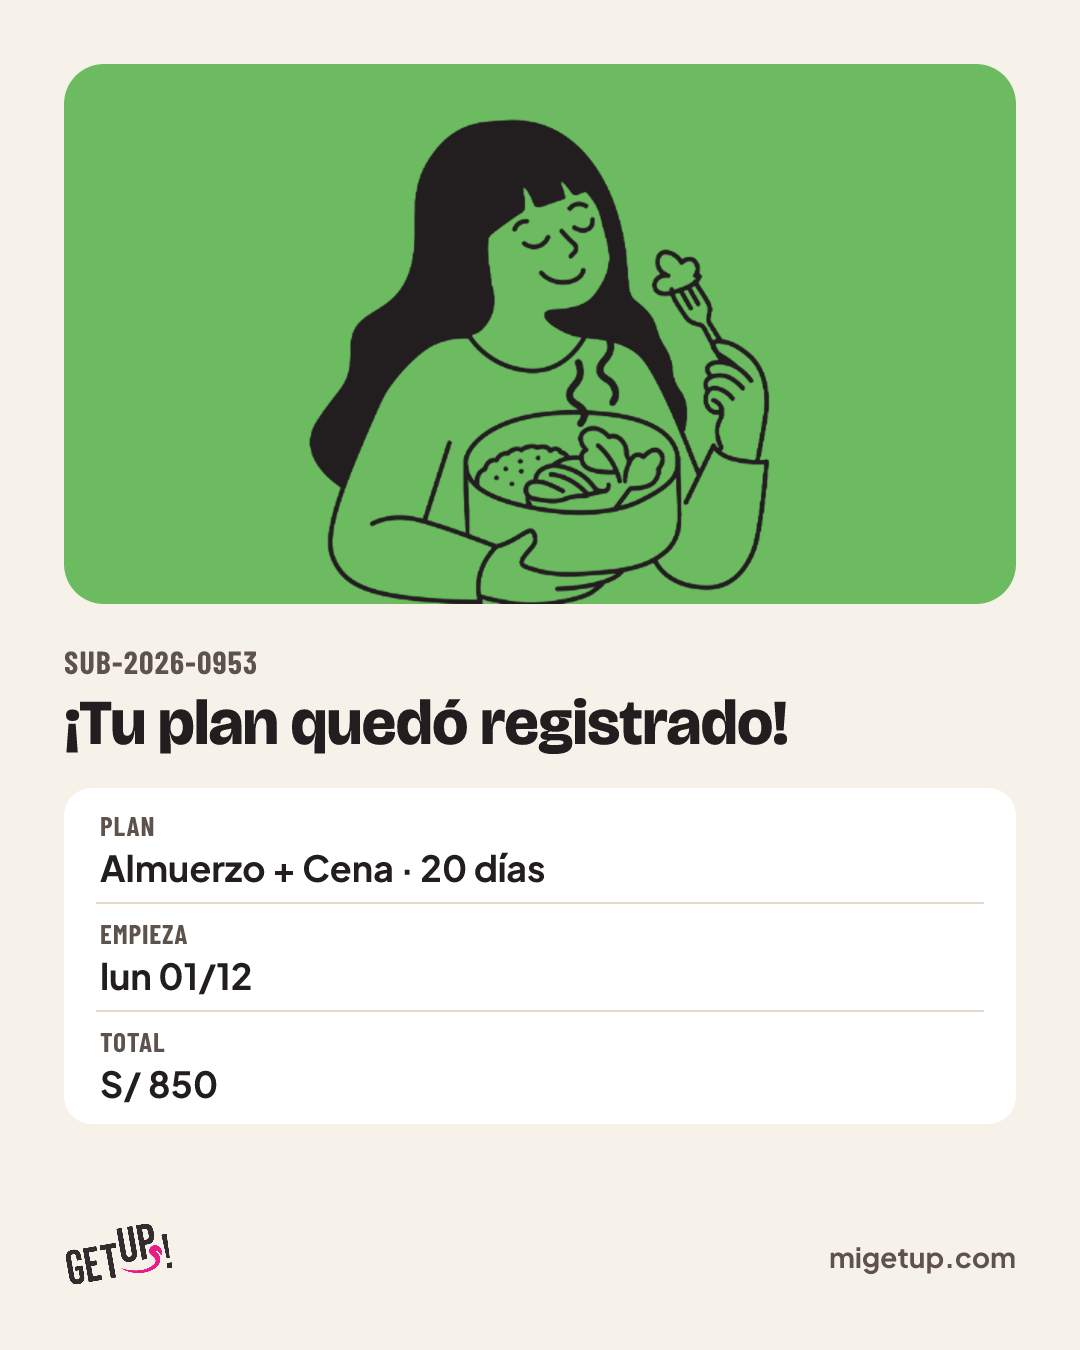 SUB-2026-0953
¡Tu plan quedó registrado!
PLAN
Almuerzo + Cena · 20 días
EMPIEZA
lun 01/12
TOTAL
S/ 850
GETUP!
migetup.com